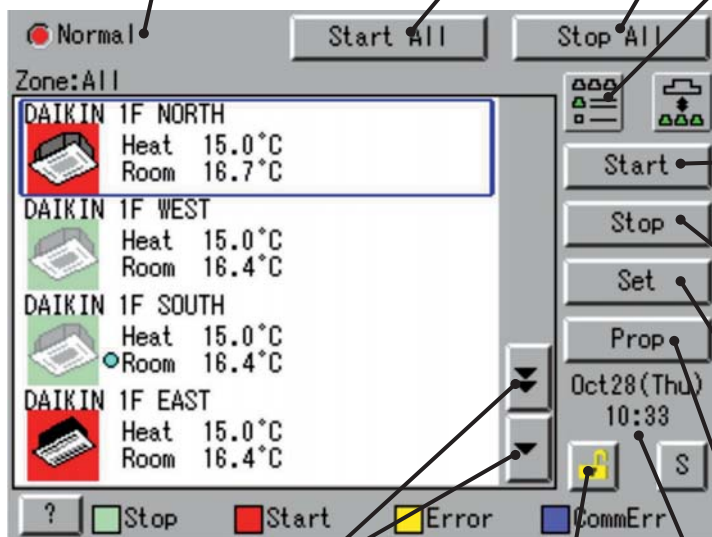 Normal
Start All
Stop All
Zone:All
DAIKIN 1F NORTH
Heat 15.0°C
Room 16.7°C
Start
DAIKIN 1F WEST
Heat 15.0°C
Room 16.4°C
Stop
Set
DAIKIN 1F SOUTH
Heat 15.0°C
Room 16.4°C
Prop
DAIKIN 1F EAST
Heat 15.0°C
Room 16.4°C
Oct28(Thu)
10:33
S
? Stop Start Error CommErr